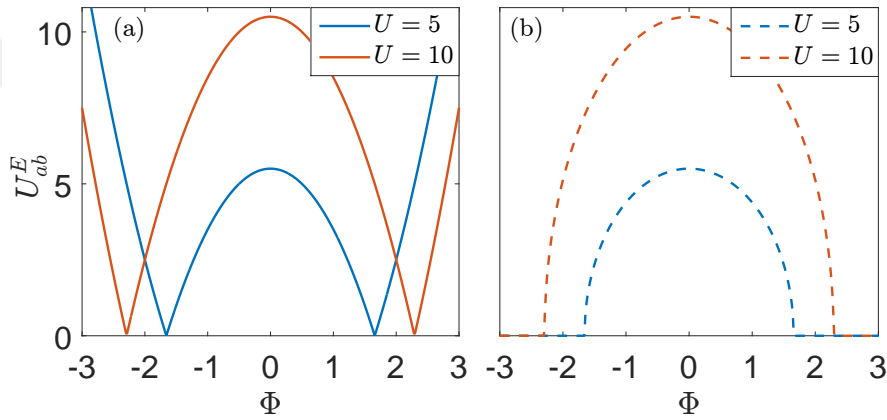 (a)
U = 5
U = 10
10
5
0
U_{ab}^{E}
-3 -2 -1 0 1 2 3
Φ
(b)
U = 5
U = 10
-3 -2 -1 0 1 2 3
Φ